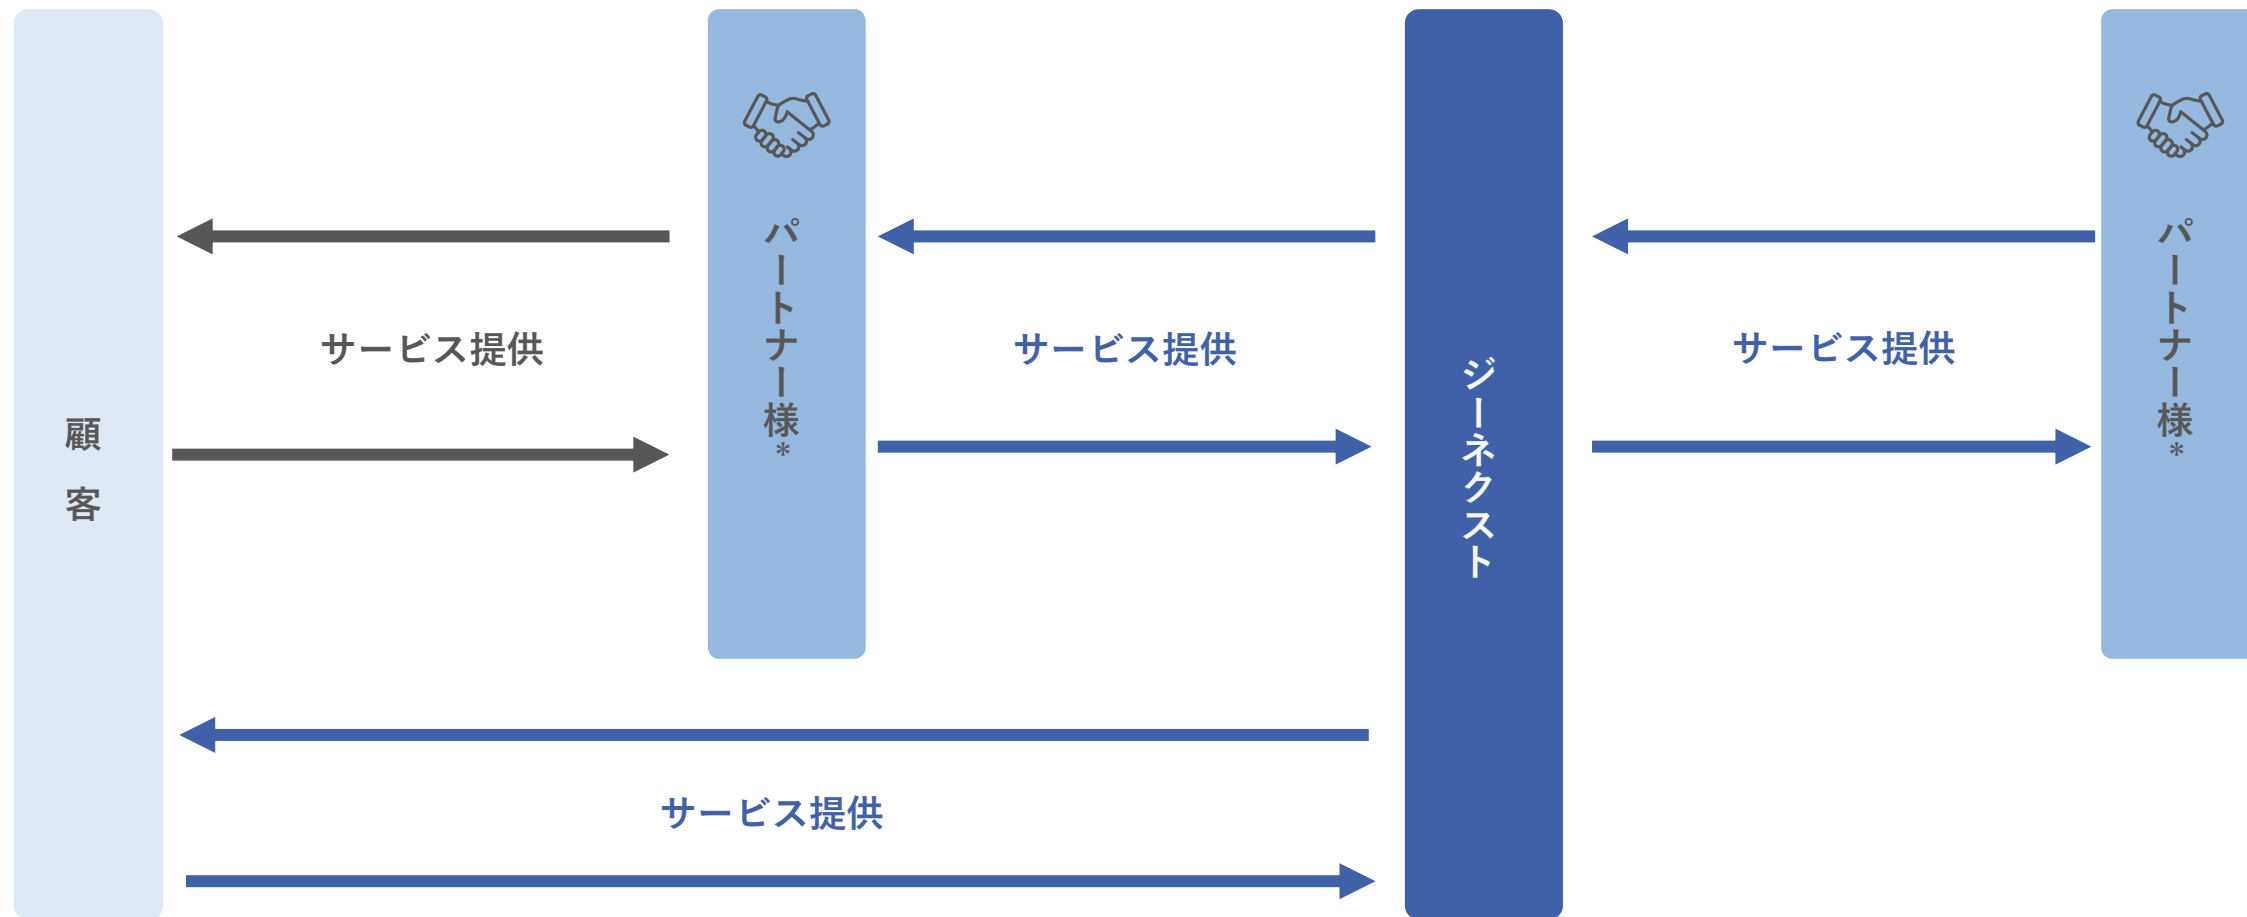 顧客
サービス提供
パートナー様*
サービス提供
ジーネクスト
サービス提供
パートナー様*
サービス提供